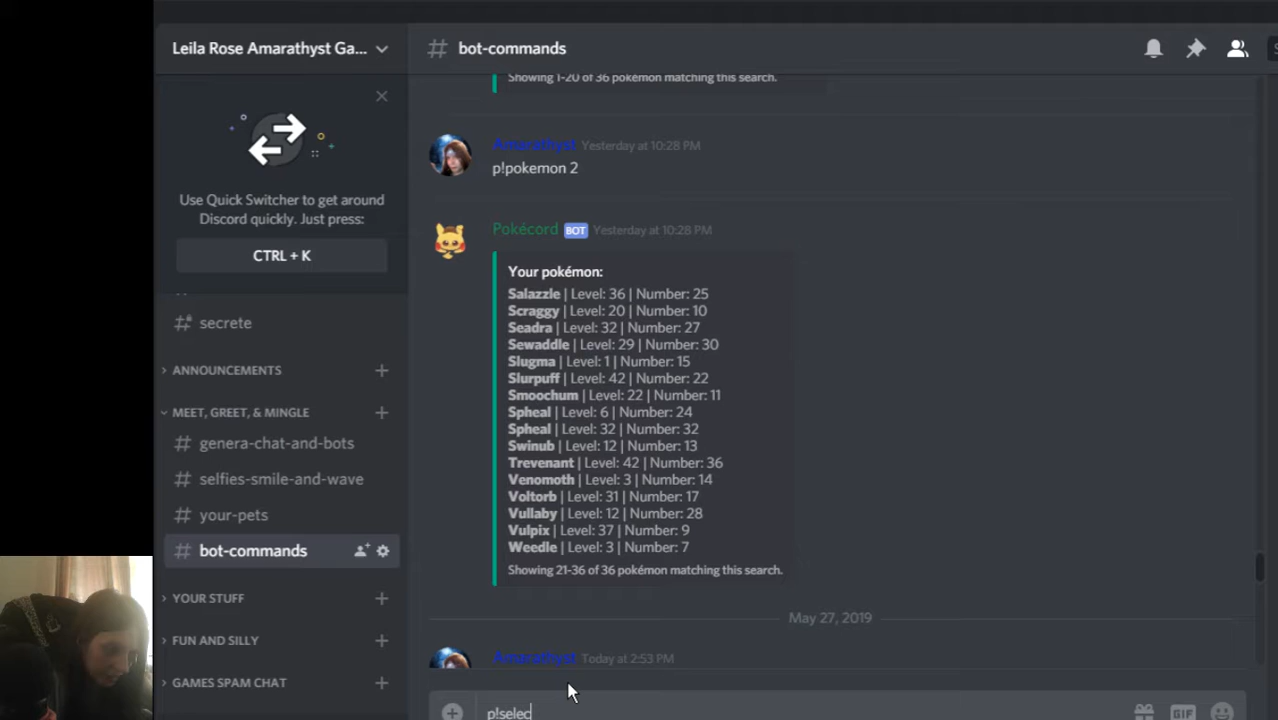 Leila Rose Amarathyst Ga...
# bot-commands
Use Quick Switcher to get around
Discord quickly. Just press:
CTRL + K
# secrete
ANNOUNCEMENTS
MEET, GREET, & MINGLE
# genera-chat-and-bots
# selfies-smile-and-wave
# your-pets
# bot-commands
YOUR STUFF
FUN AND SILLY
GAMES SPAM CHAT
Showing 1-20 of 36 pokémon matching this search.
Amarathyst Yesterday at 10:28 PM
p!pokemon 2
Pokécord BOT Yesterday at 10:28 PM
Your pokémon:
Salazzle | Level: 36 | Number: 25
Scraggy | Level: 20 | Number: 10
Seadra | Level: 32 | Number: 27
Sewaddle | Level: 29 | Number: 30
Slugma | Level: 1 | Number: 15
Slurpuff | Level: 42 | Number: 22
Smoochum | Level: 22 | Number: 11
Spheal | Level: 6 | Number: 24
Spheal | Level: 32 | Number: 32
Swinub | Level: 12 | Number: 13
Trevenant | Level: 42 | Number: 36
Venomoth | Level: 3 | Number: 14
Voltorb | Level: 31 | Number: 17
Vullaby | Level: 12 | Number: 28
Vulpix | Level: 37 | Number: 9
Weedle | Level: 3 | Number: 7
Showing 21-36 of 36 pokémon matching this search.
May 27, 2019
Amarathyst Today at 2:53 PM
p!selec
GIF